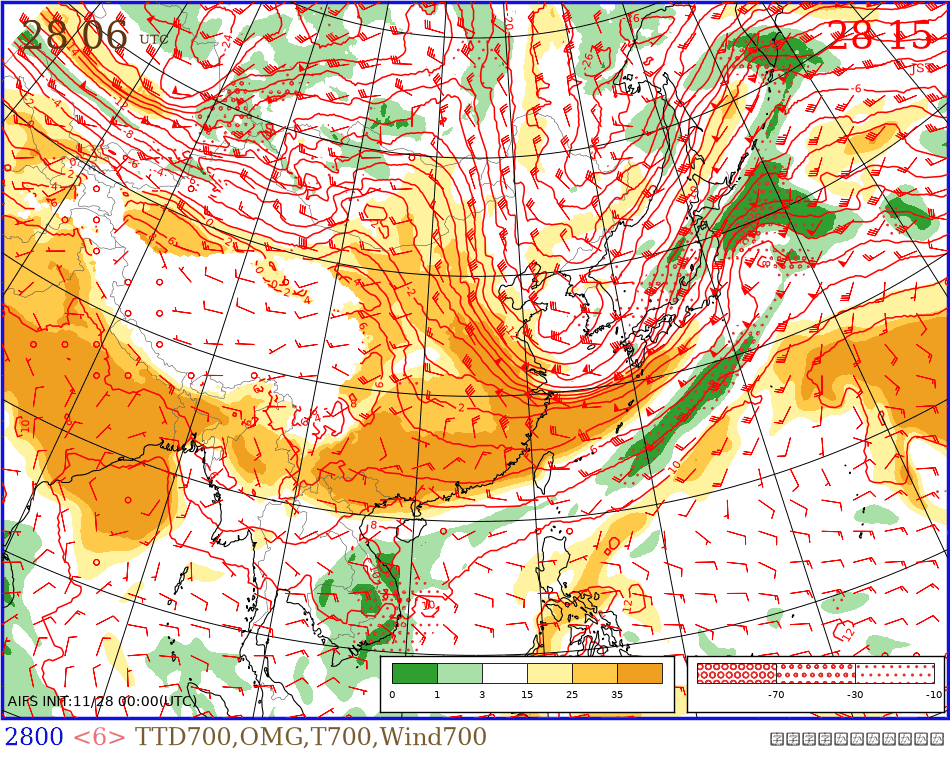 28 06 UTC
28 15
JST
0 1 3 15 25 35
-70 -30 -10
AIFS INIT:11/28 00:00(UTC)
2800 <6> TTD700,OMG,T700,Wind700